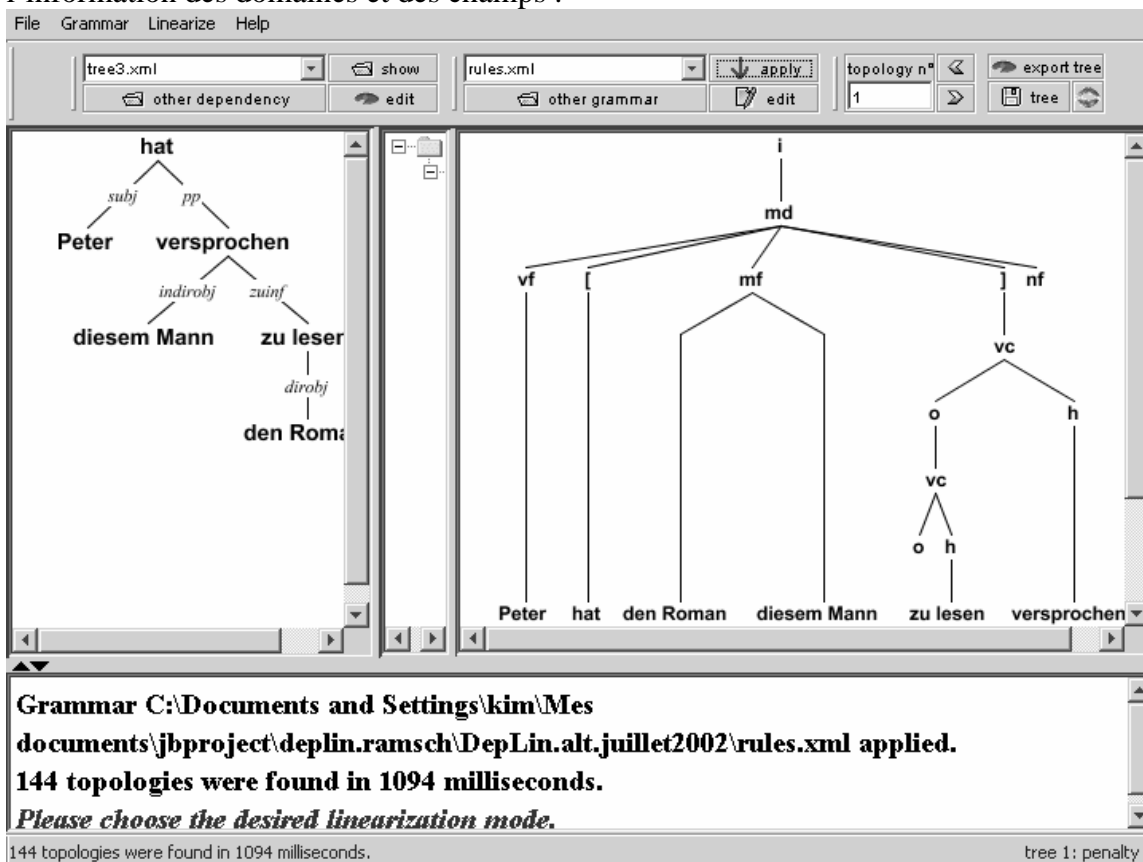 l'information des domaines et des champs :
File Grammar Linearize Help
tree3.xml show rules.xml apply topology n° export tree
other dependency edit other grammar edit 1 tree
hat
subj pp
Peter versprochen
indirobj zuinf
diesem Mann zu leser
dirobj
den Roma
i
md
vf [ mf ] nf
vc
o h
vc
o h
Peter hat den Roman diesem Mann zu lesen versprochen
Grammar C:\Documents and Settings\kim\Mes
documents\jbproject\deplin.ramsch\DepLin.alt.juillet2002\rules.xml applied.
144 topologies were found in 1094 milliseconds.
Please choose the desired linearization mode.
144 topologies were found in 1094 milliseconds. tree 1: penalty